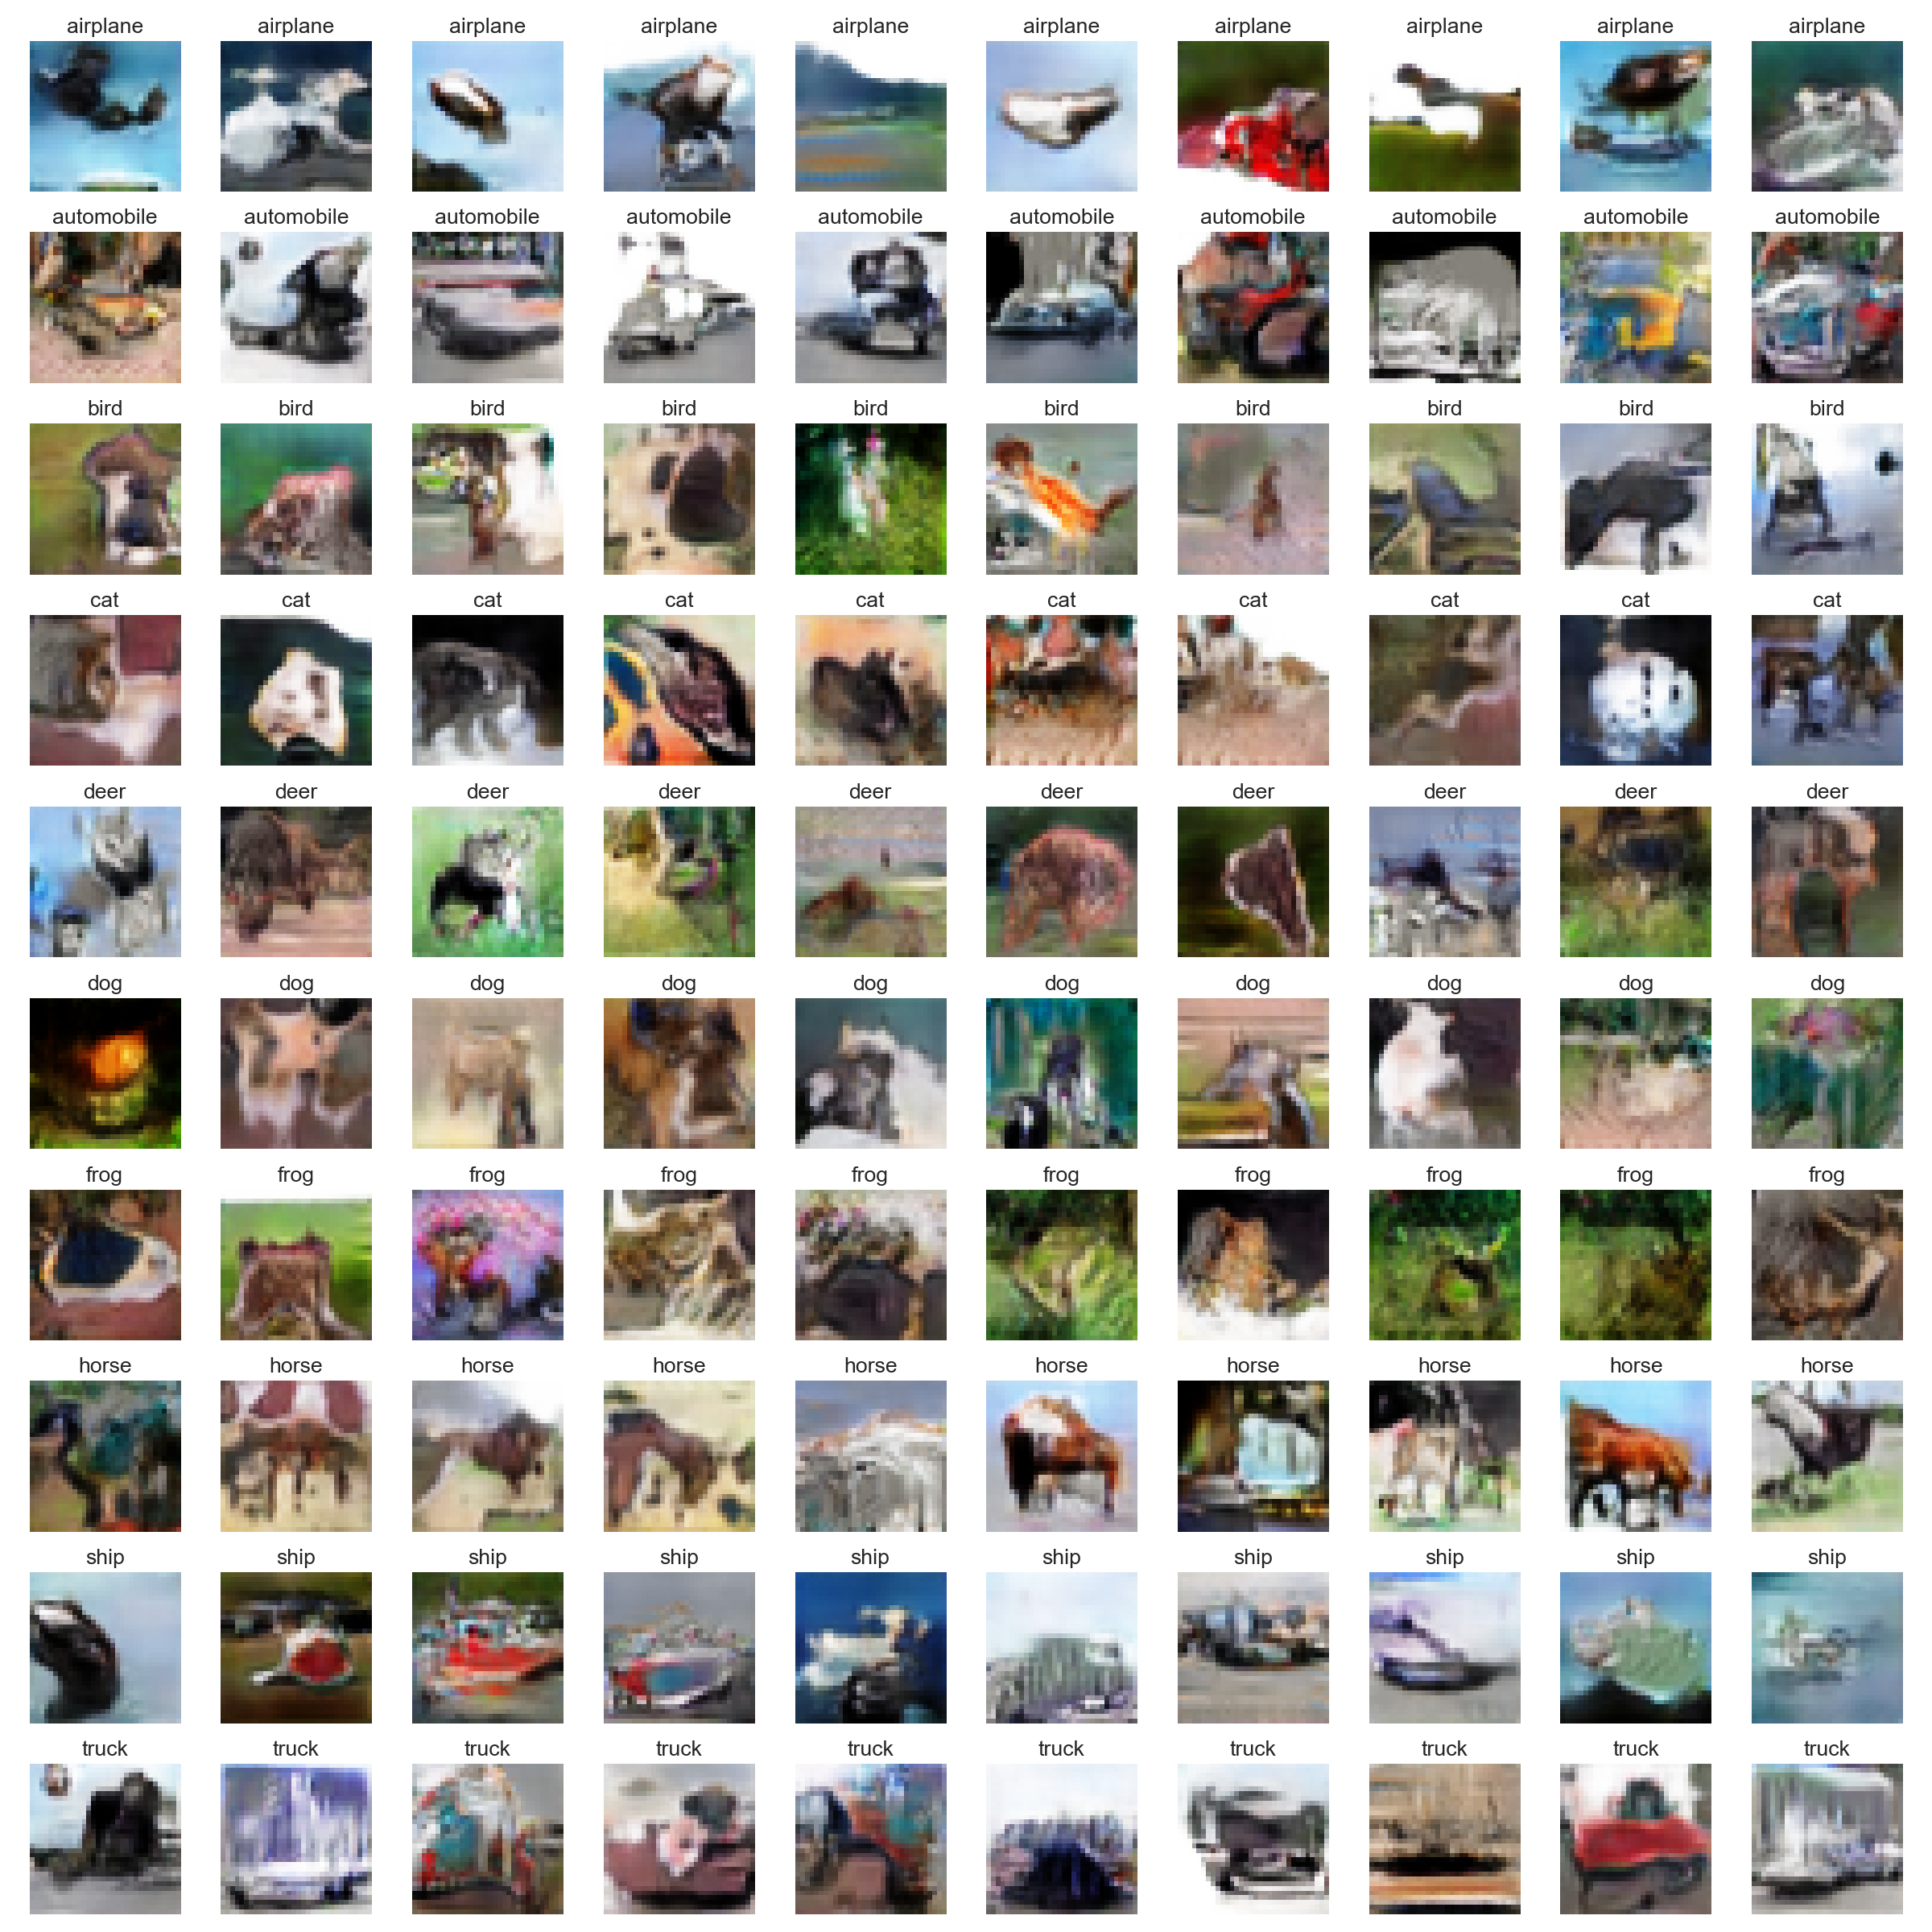 airplane airplane airplane airplane airplane airplane airplane airplane airplane airplane
automobile automobile automobile automobile automobile automobile automobile automobile automobile automobile
bird bird bird bird bird bird bird bird bird bird
cat cat cat cat cat cat cat cat cat cat
deer deer deer deer deer deer deer deer deer deer
dog dog dog dog dog dog dog dog dog dog
frog frog frog frog frog frog frog frog frog frog
horse horse horse horse horse horse horse horse horse horse
ship ship ship ship ship ship ship ship ship ship
truck truck truck truck truck truck truck truck truck truck